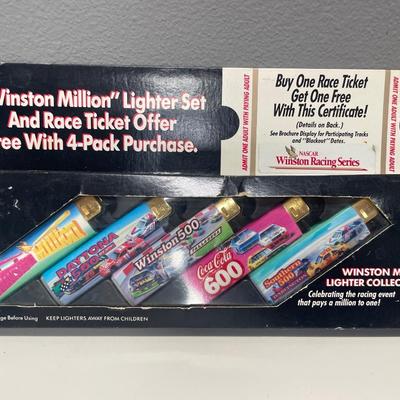 Winston Million" Lighter Set
And Race Ticket Offer
ree With 4-Pack Purchase.
ADMIT ONE ADULT WITH PAYING ADULT
Buy One Race Ticket
Get One Free
With This Certificate!
(Details on Back.)
See Brochure Display for Participating Tracks
and "Blackout" Dates.
NASCAR
Winston Racing Series
ADMIT ONE ADULT WITH PAYING
Million
DAYTONA
Winston 500
Coca-Cola
600
Southern
500
WINSTON M
LIGHTER COLLEC
Celebrating the racing event
that pays a million to one!
ge Before Using KEEP LIGHTERS AWAY FROM CHILDREN